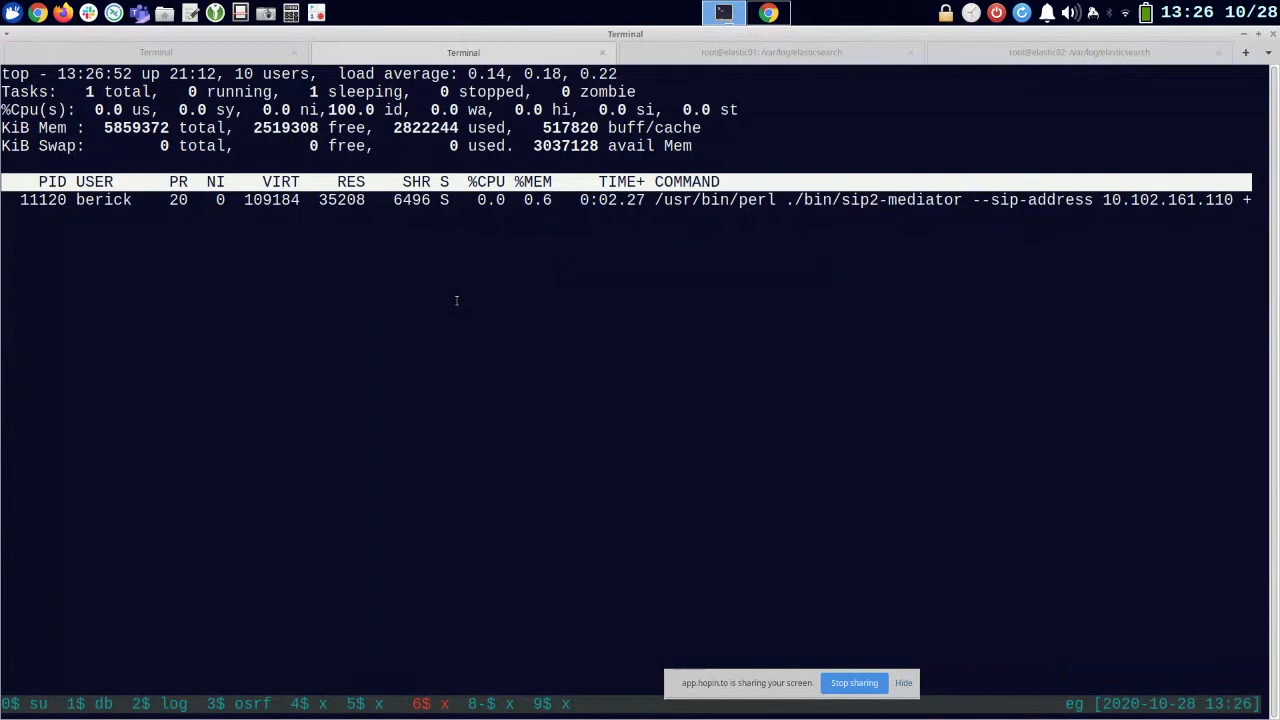 13:26 10/28
Terminal
Terminal
Terminal
root@elastic01: /var/log/elasticsearch
root@elastic02: /var/log/elasticsearch
top - 13:26:52 up 21:12, 10 users,  load average: 0.14, 0.18, 0.22
Tasks:   1 total,   0 running,   1 sleeping,   0 stopped,   0 zombie
%Cpu(s):  0.0 us,  0.0 sy,  0.0 ni,100.0 id,  0.0 wa,  0.0 hi,  0.0 si,  0.0 st
KiB Mem :  5859372 total,  2519308 free,  2822244 used,   517820 buff/cache
KiB Swap:        0 total,        0 free,        0 used.  3037128 avail Mem
PID USER      PR  NI    VIRT    RES    SHR S  %CPU %MEM     TIME+ COMMAND
11120 berick    20   0  109184  35208   6496 S   0.0  0.6   0:02.27 /usr/bin/perl ./bin/sip2-mediator --sip-address 10.102.161.110 +
app.hopin.to is sharing your screen.
Stop sharing
Hide
0$ su  1$ db  2$ log  3$ osrf  4$ x  5$ x   6$ x  8-$ x  9$ x
eg [2020-10-28 13:26]